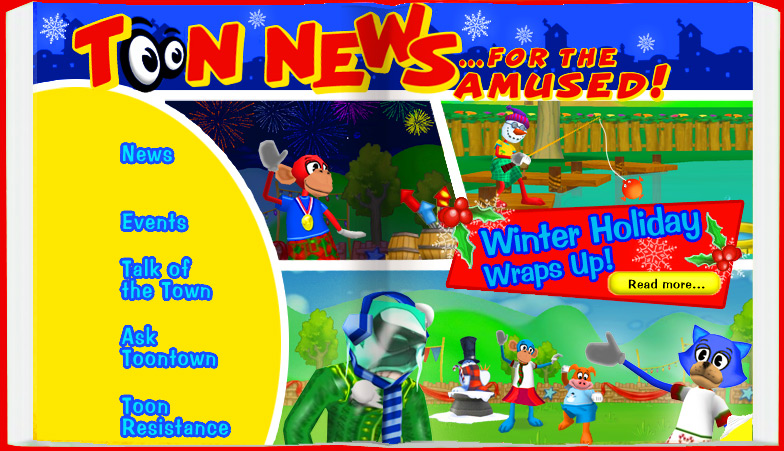 TOON NEWS
...FOR THE
AMUSED!
News
Events
Talk of
the Town
Ask
Toontown
Toon
Resistance
Winter Holiday
Wraps Up!
Read more...